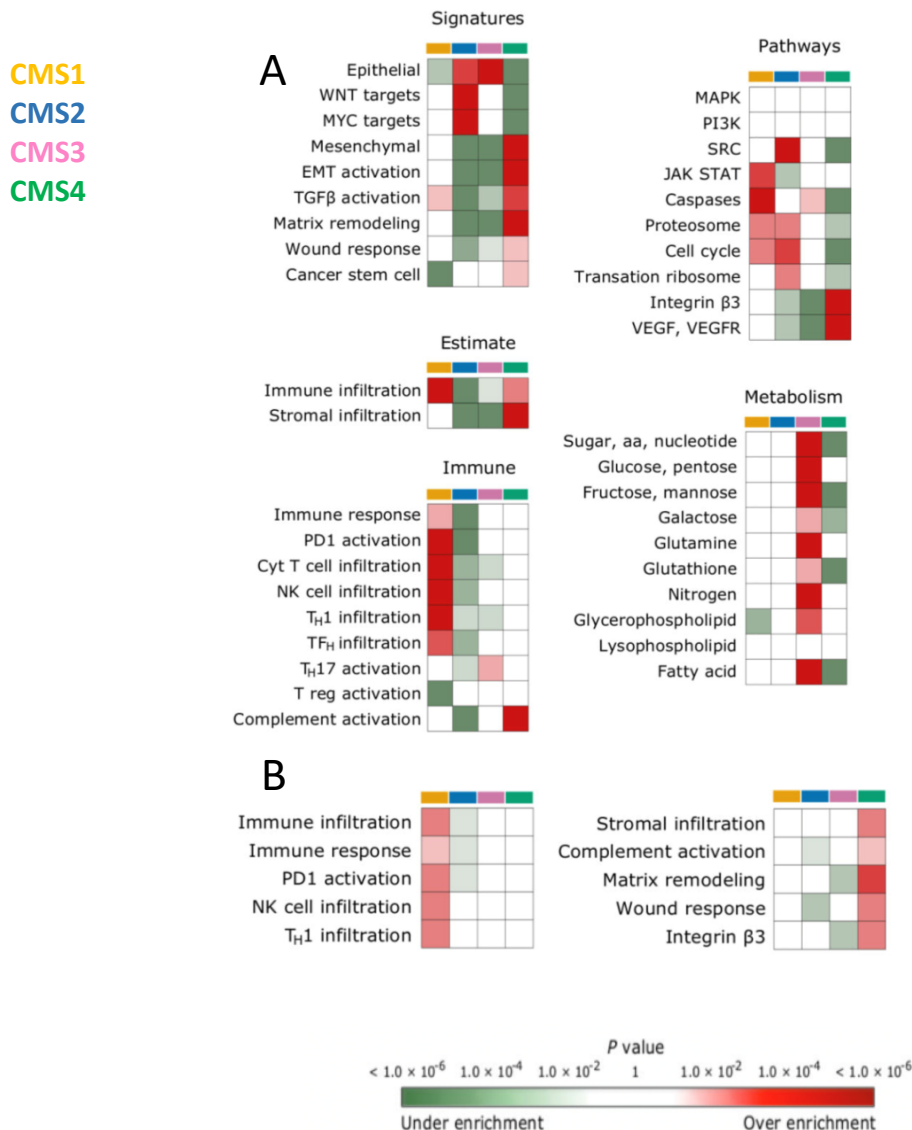 CMS1
CMS2
CMS3
CMS4
A
Signatures
Epithelial
WNT targets
MYC targets
Mesenchymal
EMT activation
TGFβ activation
Matrix remodeling
Wound response
Cancer stem cell
Pathways
MAPK
PI3K
SRC
JAK STAT
Caspases
Proteosome
Cell cycle
Transation ribosome
Integrin β3
VEGF, VEGFR
Estimate
Immune infiltration
Stromal infiltration
Metabolism
Sugar, aa, nucleotide
Glucose, pentose
Fructose, mannose
Galactose
Glutamine
Glutathione
Nitrogen
Glycerophospholipid
Lysophospholipid
Fatty acid
Immune
Immune response
PD1 activation
Cyt T cell infiltration
NK cell infiltration
TH1 infiltration
TFH infiltration
TH17 activation
T reg activation
Complement activation
B
Immune infiltration
Immune response
PD1 activation
NK cell infiltration
TH1 infiltration
Stromal infiltration
Complement activation
Matrix remodeling
Wound response
Integrin β3
P value
< 1.0 × 10⁻⁶ 1.0 × 10⁻⁴ 1.0 × 10⁻² 1 1.0 × 10⁻² 1.0 × 10⁻⁴ < 1.0 × 10⁻⁶
Under enrichment Over enrichment